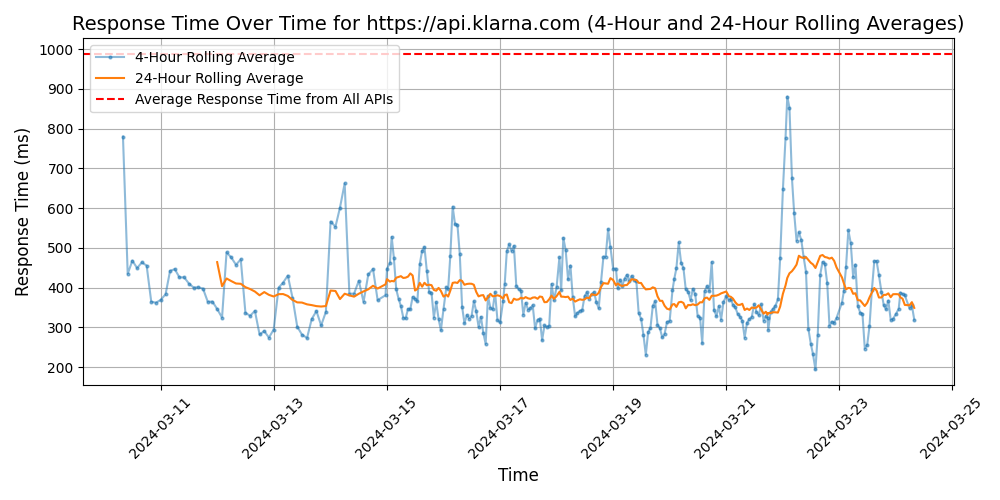 Response Time Over Time for https://api.klarna.com (4-Hour and 24-Hour Rolling Averages)
4-Hour Rolling Average
24-Hour Rolling Average
Average Response Time from All APIs
Response Time (ms)
1000
900
800
700
600
500
400
300
200
2024-03-11
2024-03-13
2024-03-15
2024-03-17
2024-03-19
2024-03-21
2024-03-23
2024-03-25
Time